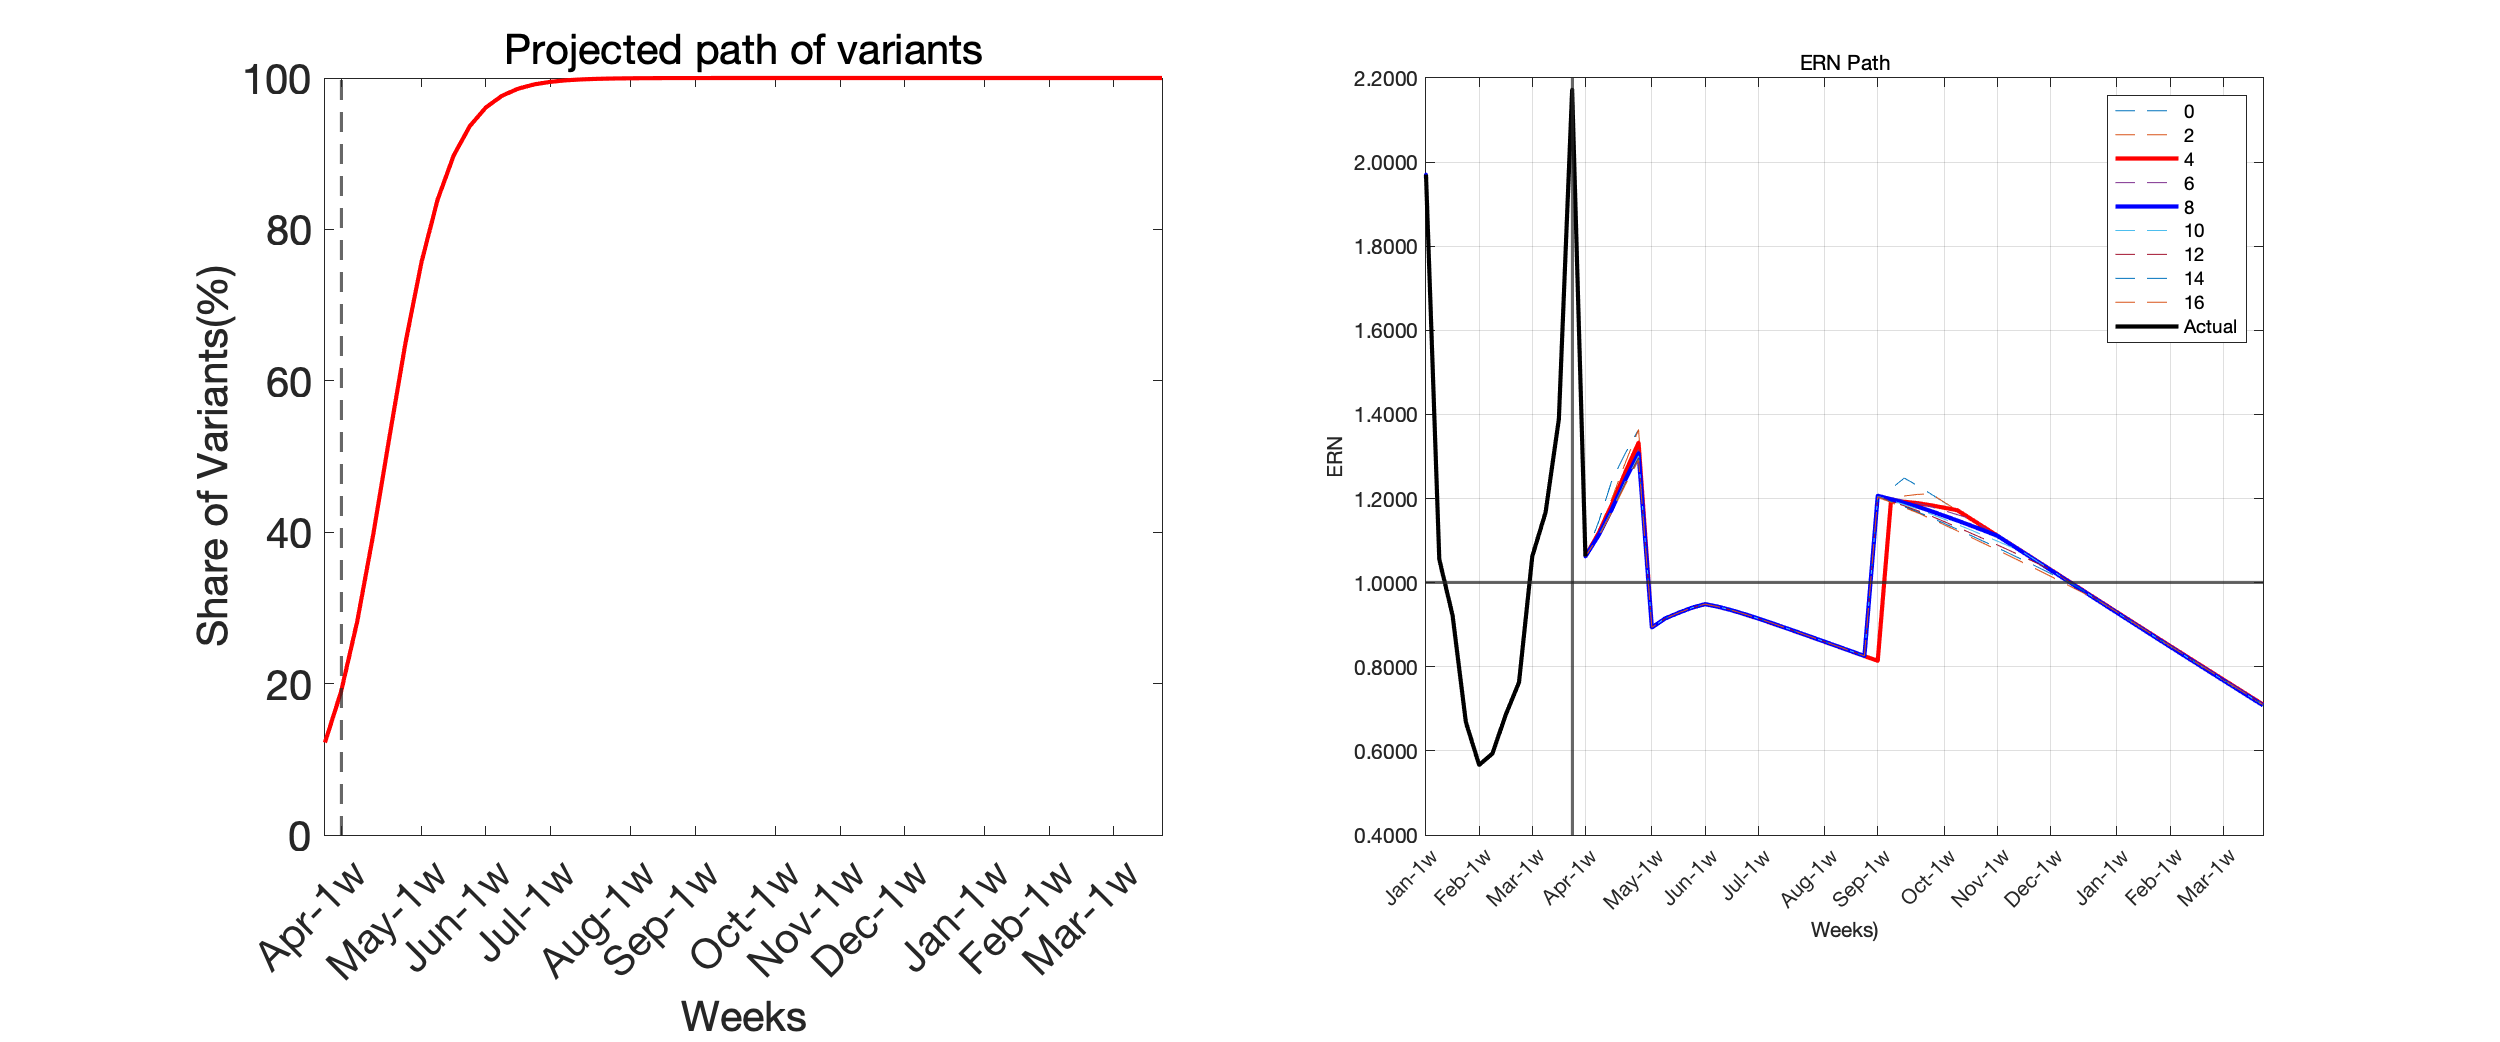 Projected path of variants
100
80
60
40
20
0
Share of Variants(%)
Apr-1w
May-1w
Jun-1w
Jul-1w
Aug-1w
Sep-1w
Oct-1w
Nov-1w
Dec-1w
Jan-1w
Feb-1w
Mar-1w
Weeks
ERN Path
2.2000
2.0000
1.8000
1.6000
1.4000
1.2000
1.0000
0.8000
0.6000
0.4000
ERN
0
2
4
6
8
10
12
14
16
Actual
Jan-1w
Feb-1w
Mar-1w
Apr-1w
May-1w
Jun-1w
Jul-1w
Aug-1w
Sep-1w
Oct-1w
Nov-1w
Dec-1w
Jan-1w
Feb-1w
Mar-1w
Weeks)